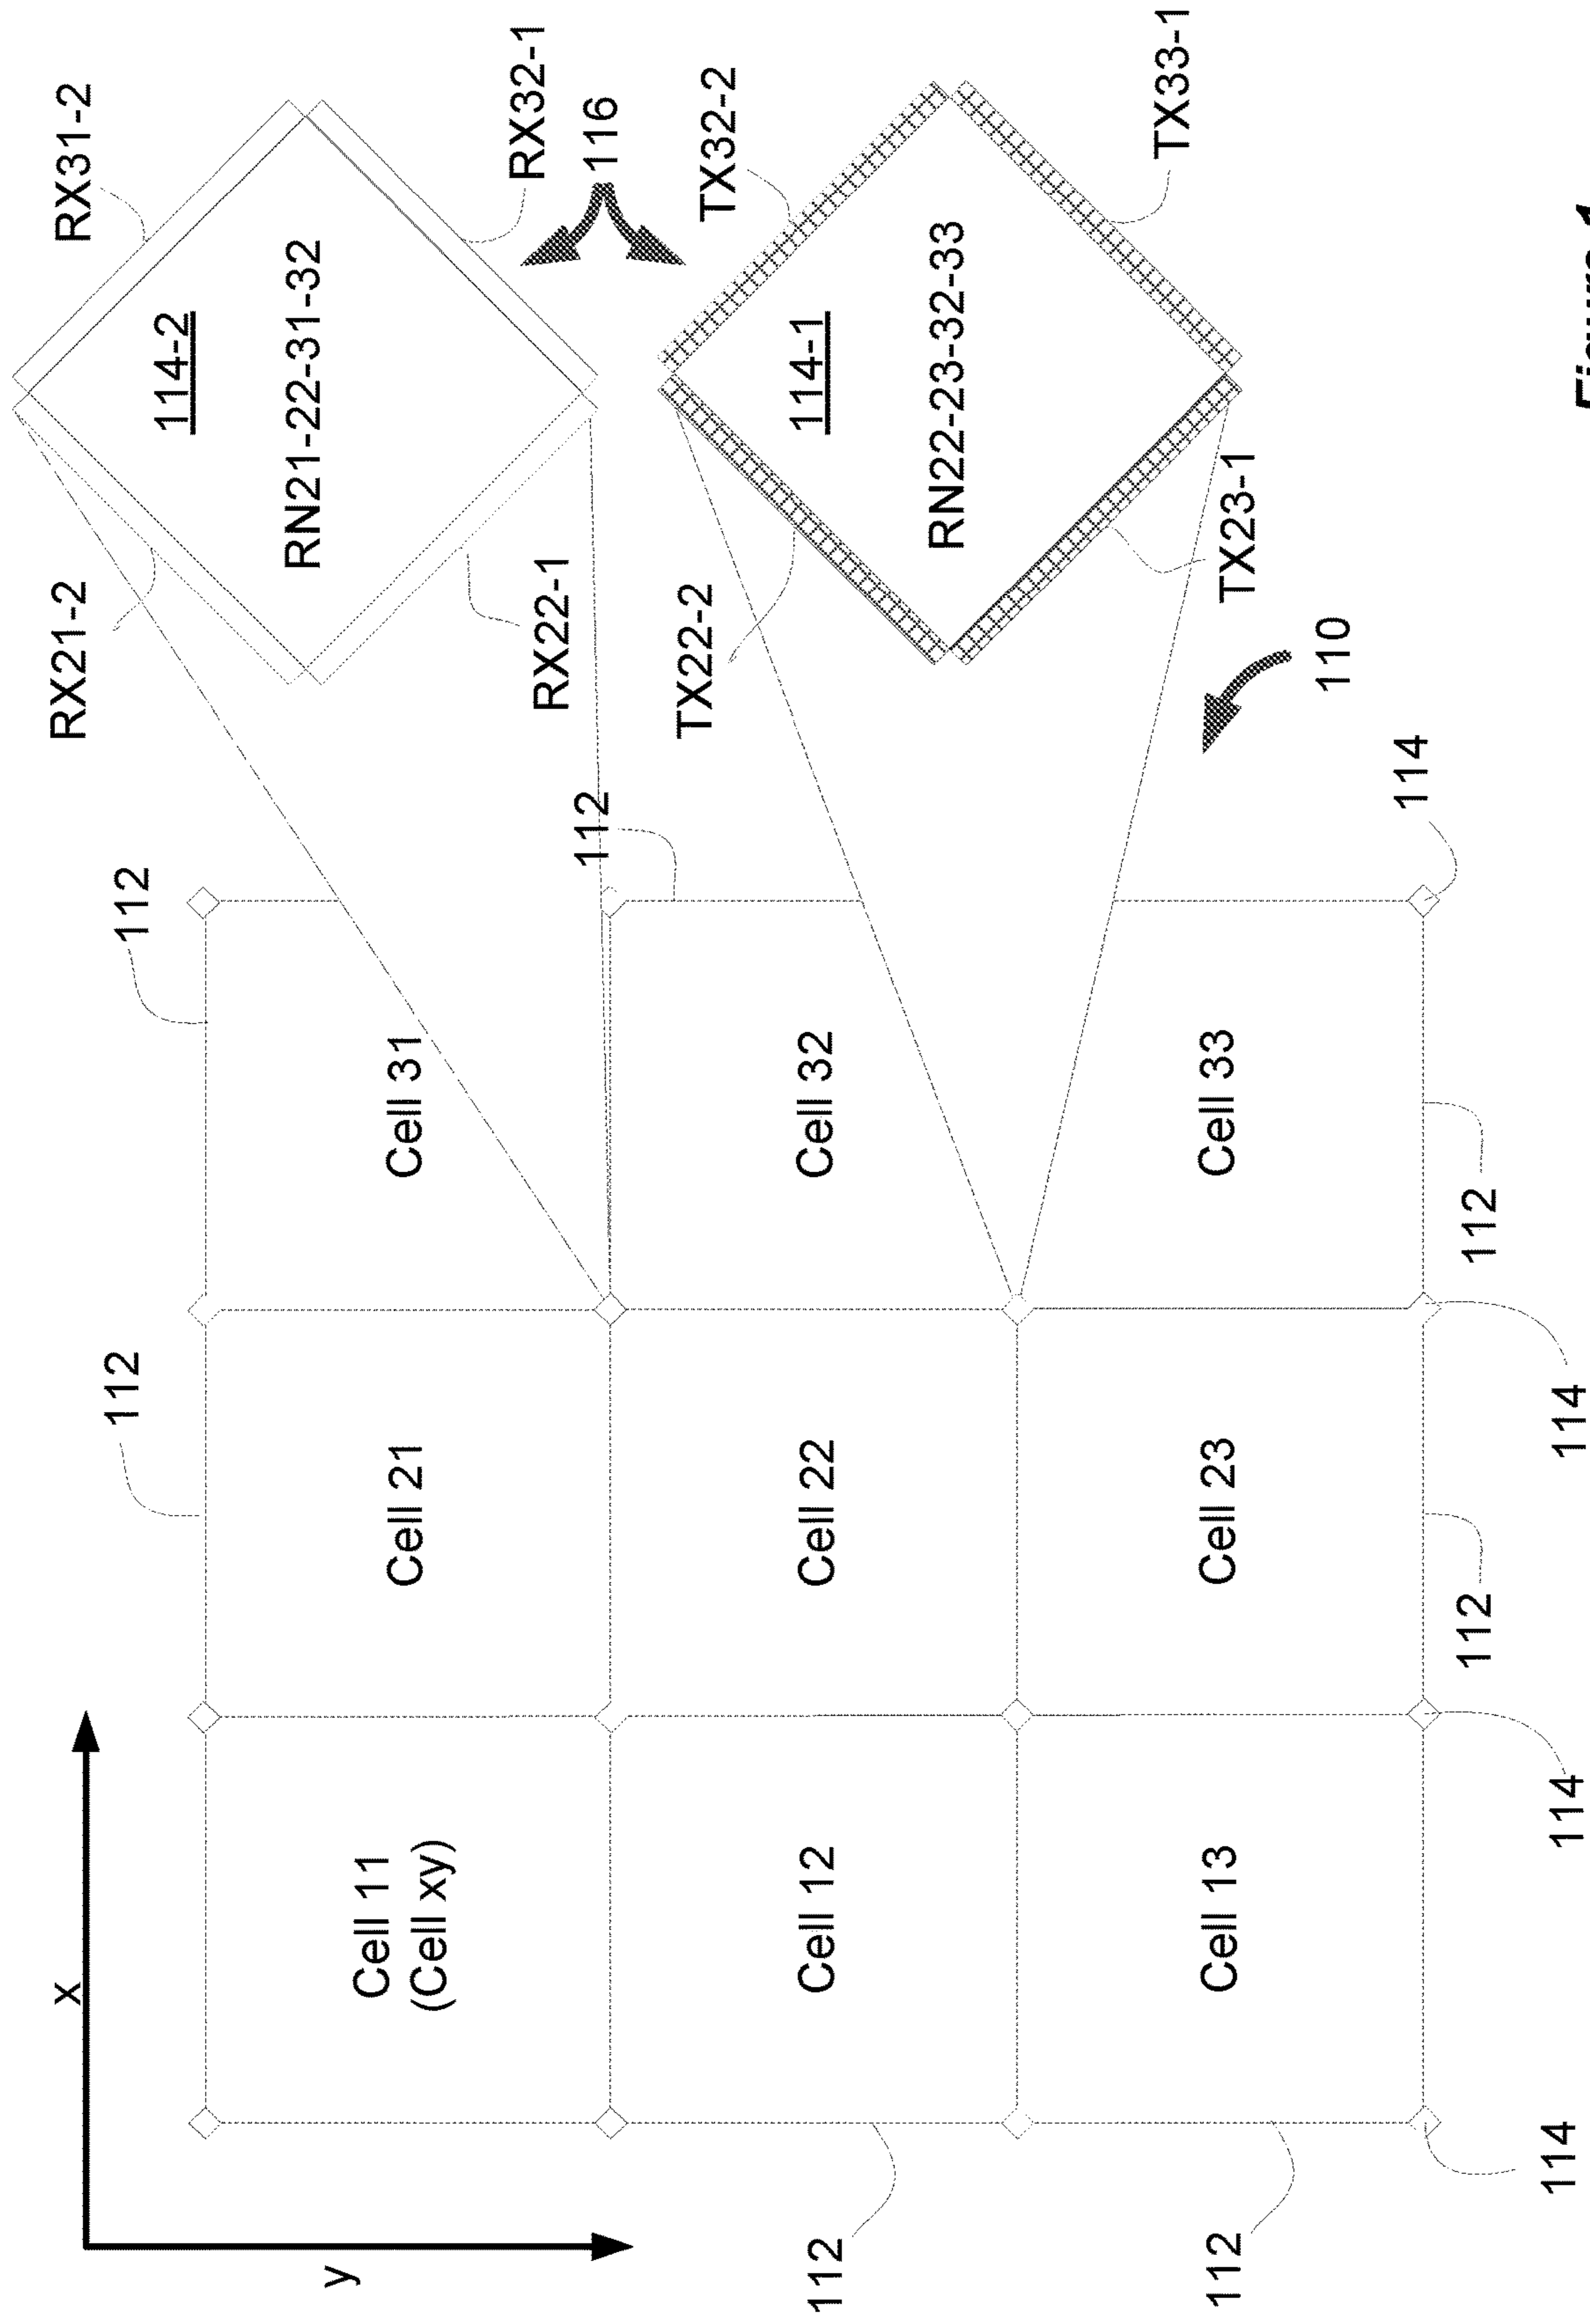 x
RX21-2
RX31-2
112
112
114-2
RN21-22-31-32
y
Cell 11
(Cell xy)
Cell 21
Cell 31
RX22-1
RX32-1
112
116
TX22-2
TX32-2
112
Cell 12
Cell 22
Cell 32
114-1
RN22-23-32-33
TX33-1
112
Cell 13
Cell 23
Cell 33
TX23-1
110
114
112
112
114
114
114
Figure 1